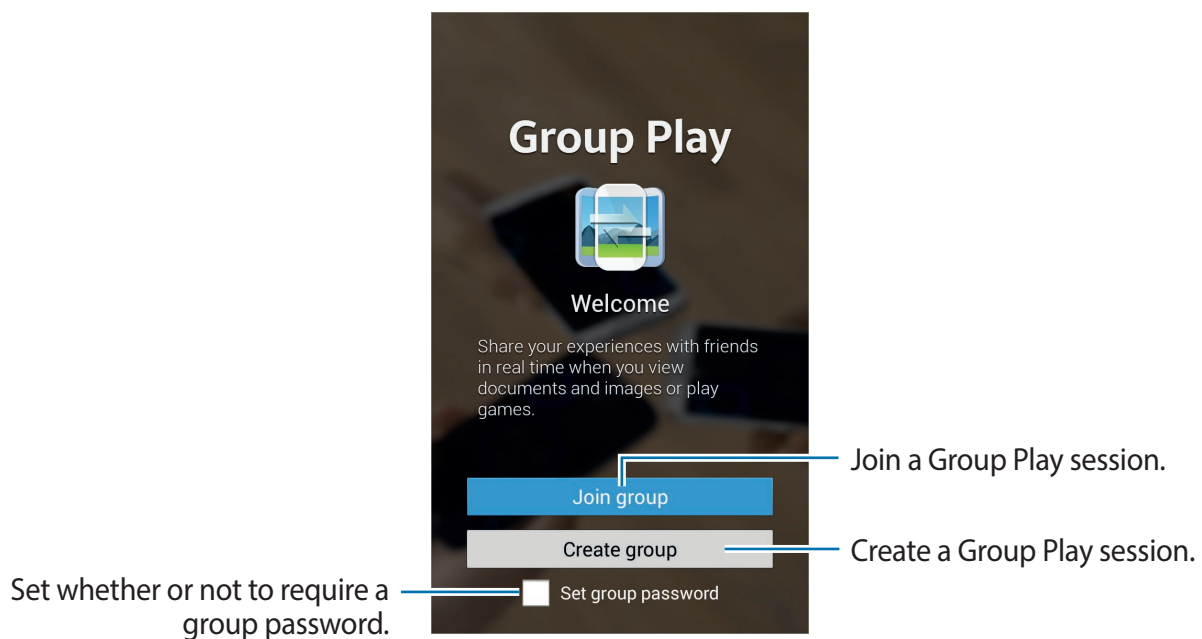 Group Play
Welcome
Share your experiences with friends
in real time when you view
documents and images or play
games.
Join a Group Play session.
Join group
Create group
Create a Group Play session.
Set whether or not to require a
group password.
Set group password